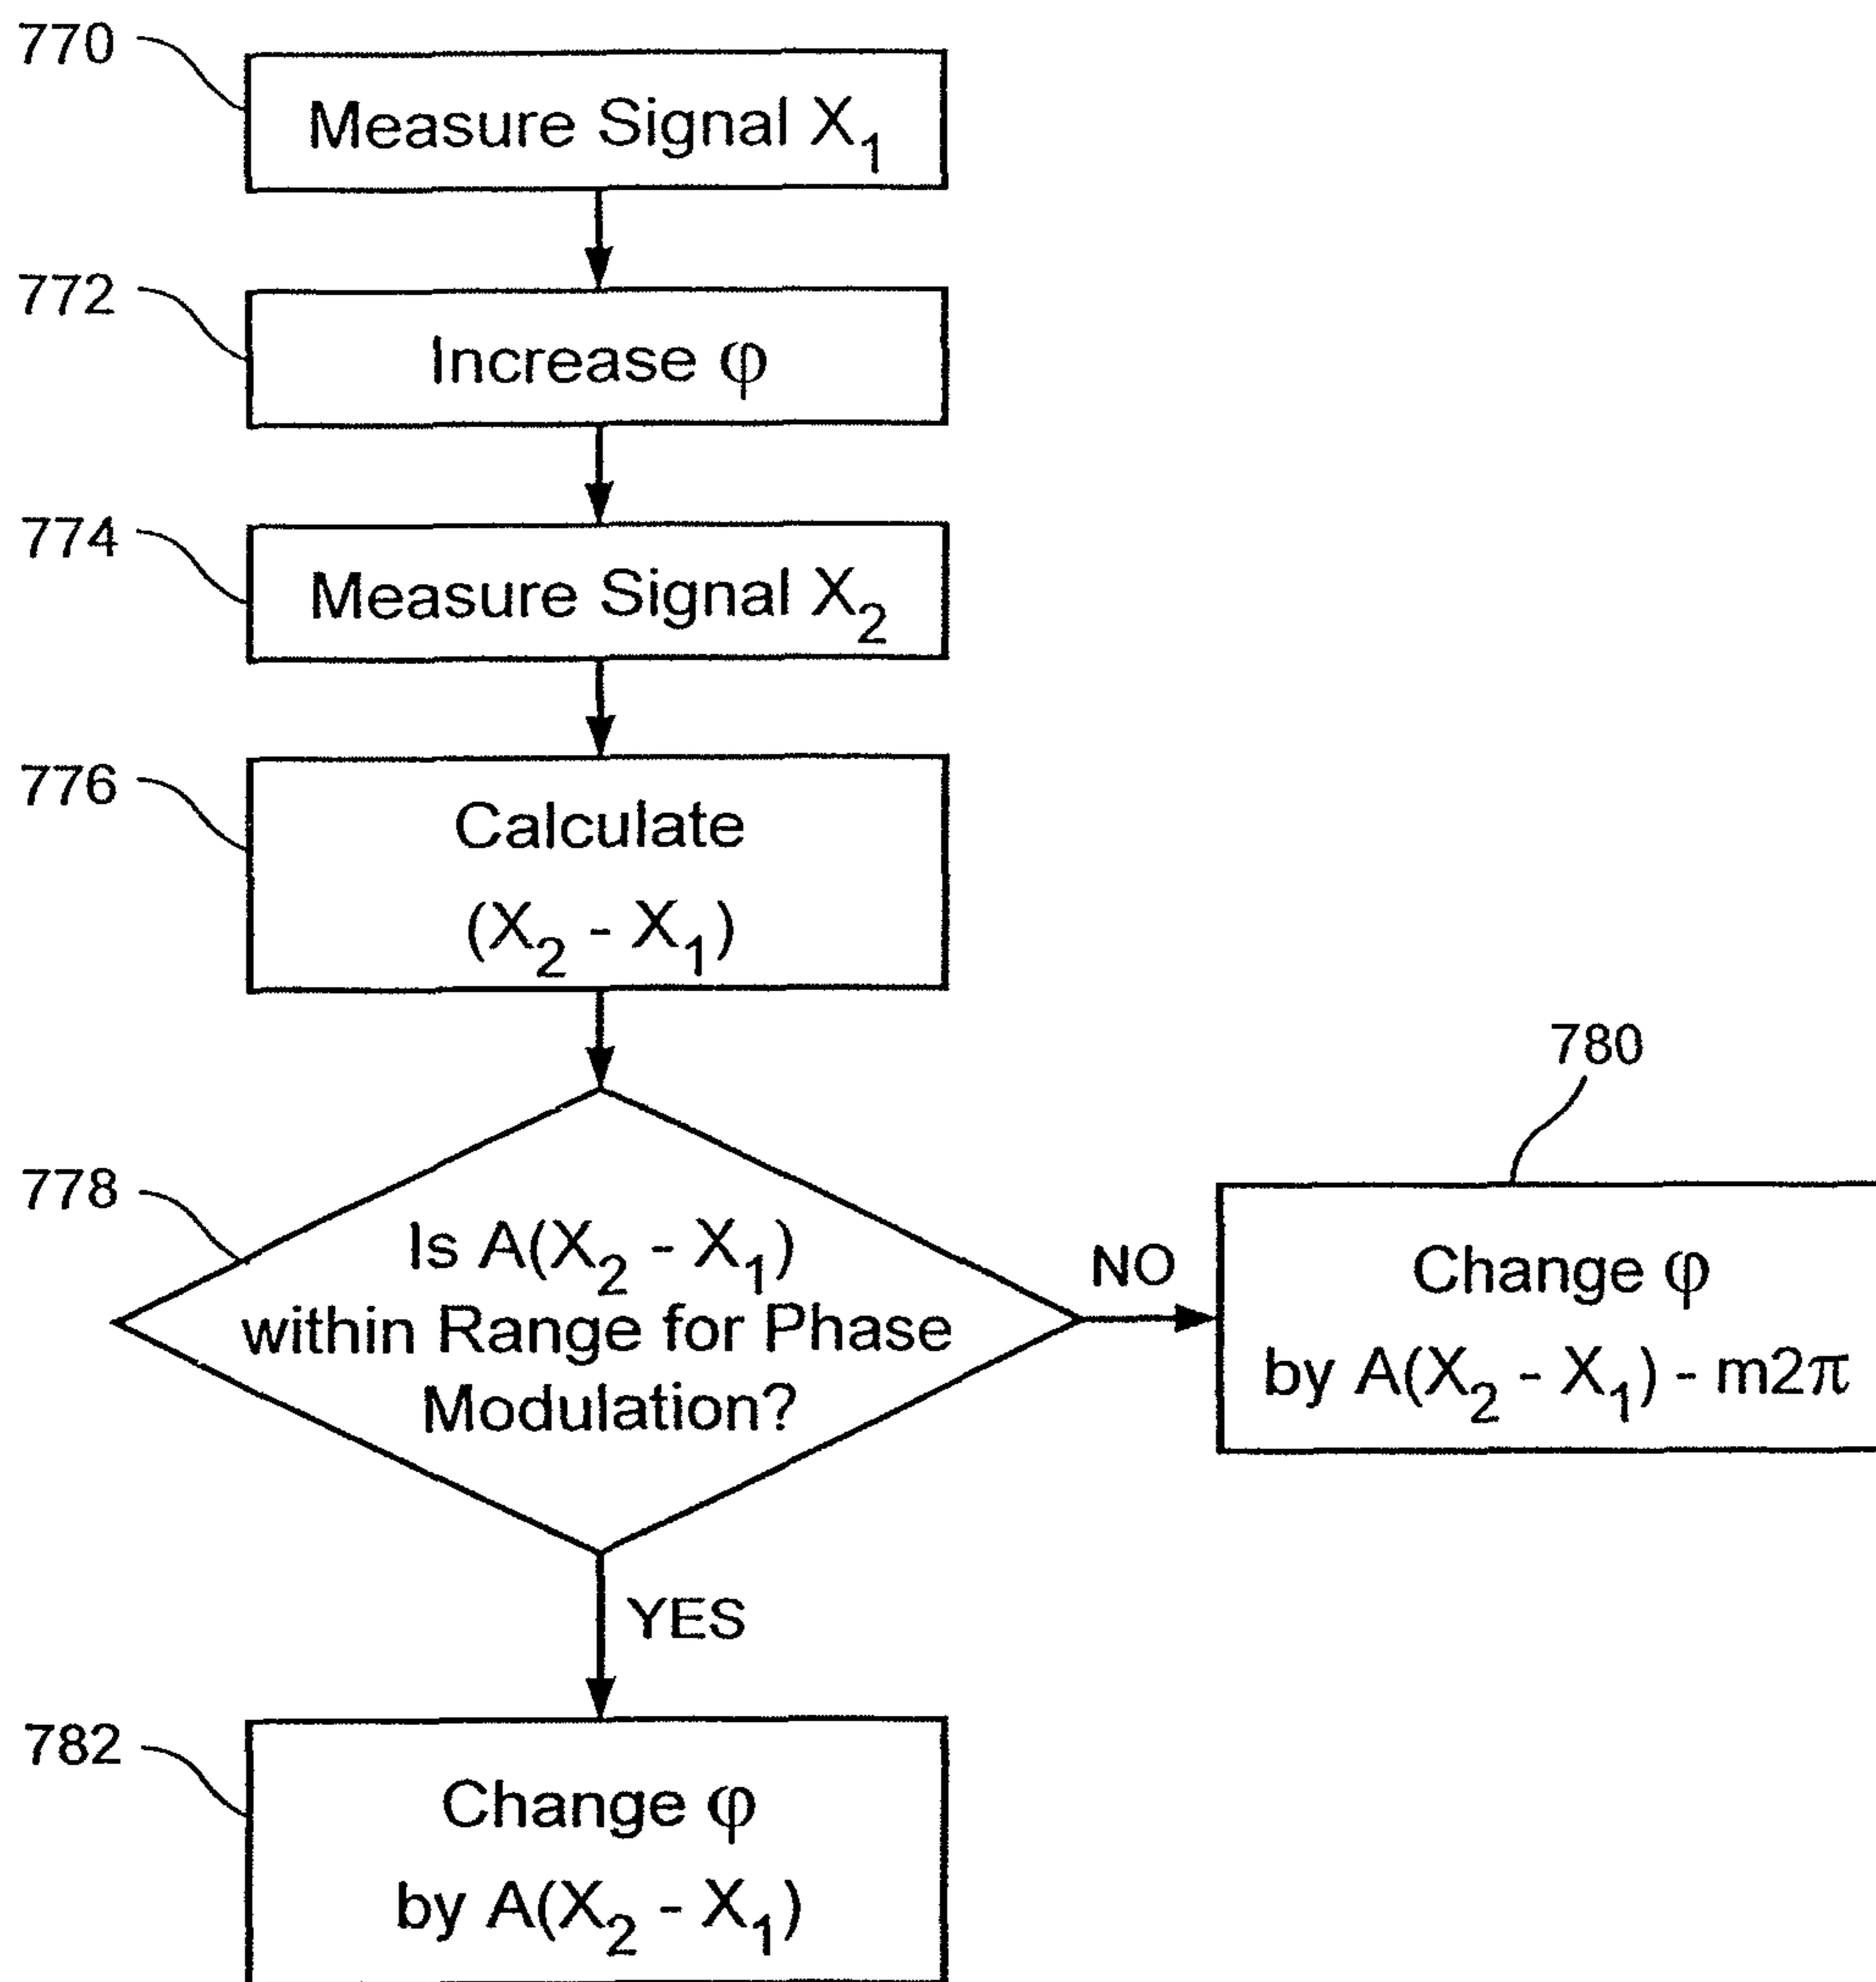 770
Measure Signal X₁
772
Increase φ
774
Measure Signal X₂
776
Calculate
(X₂ - X₁)
778
Is A(X₂ - X₁)
within Range for Phase
Modulation?
NO
780
Change φ
by A(X₂ - X₁) - m2π
YES
782
Change φ
by A(X₂ - X₁)